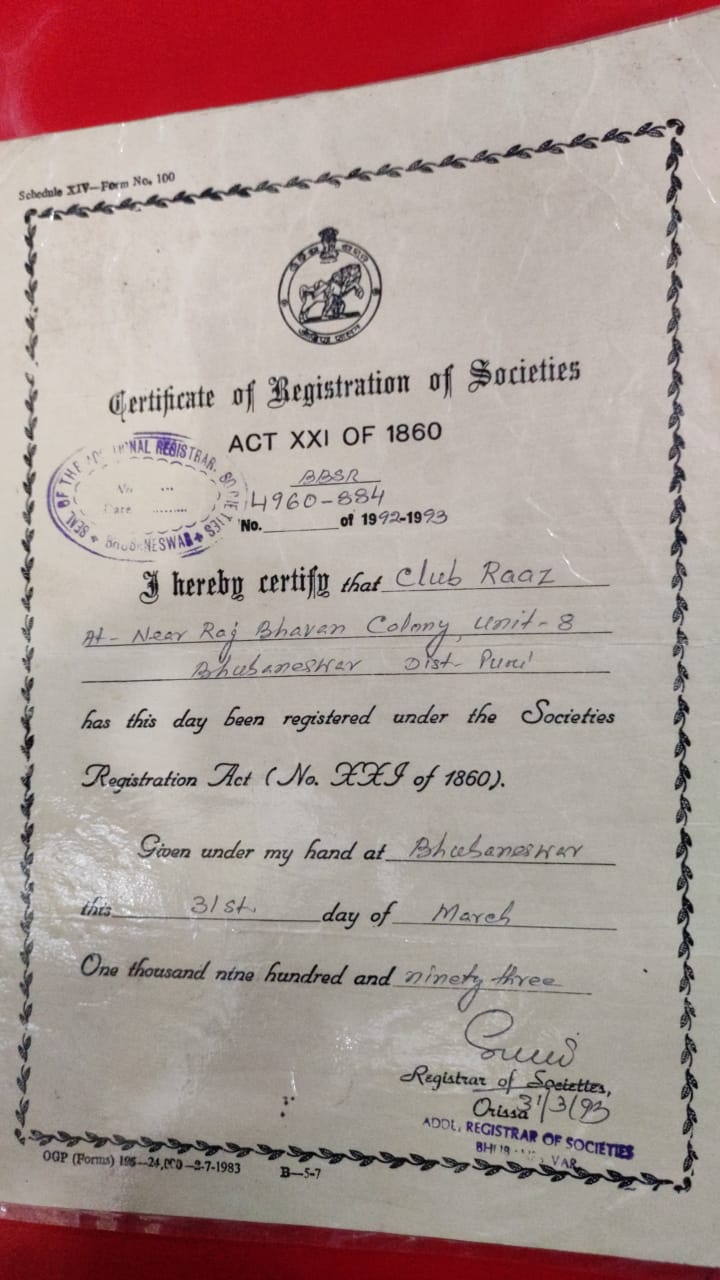 Schedule XIV—Form No. 100
Certificate of Registration of Societies
ACT XXI OF 1860
SEAL OF THE REGISTRAR SOCIETIES
BHUBANESWAR
No. ...
Date ........
BBSR
4960-884
No. of 1992-1993
I hereby certify that Club Raaz
At- Near Raj Bhavan Colony, Unit-8
Bhubaneswar Dist- Puri
has this day been registered under the Societies
Registration Act (No. XXI of 1860).
Given under my hand at Bhubaneswar
this 31st day of March
One thousand nine hundred and ninety three
Registrar of Societies,
Orissa 31/3/93
ADDL. REGISTRAR OF SOCIETIES
OGP (Forms) 196—24,000—2-7-1983 B—5-7